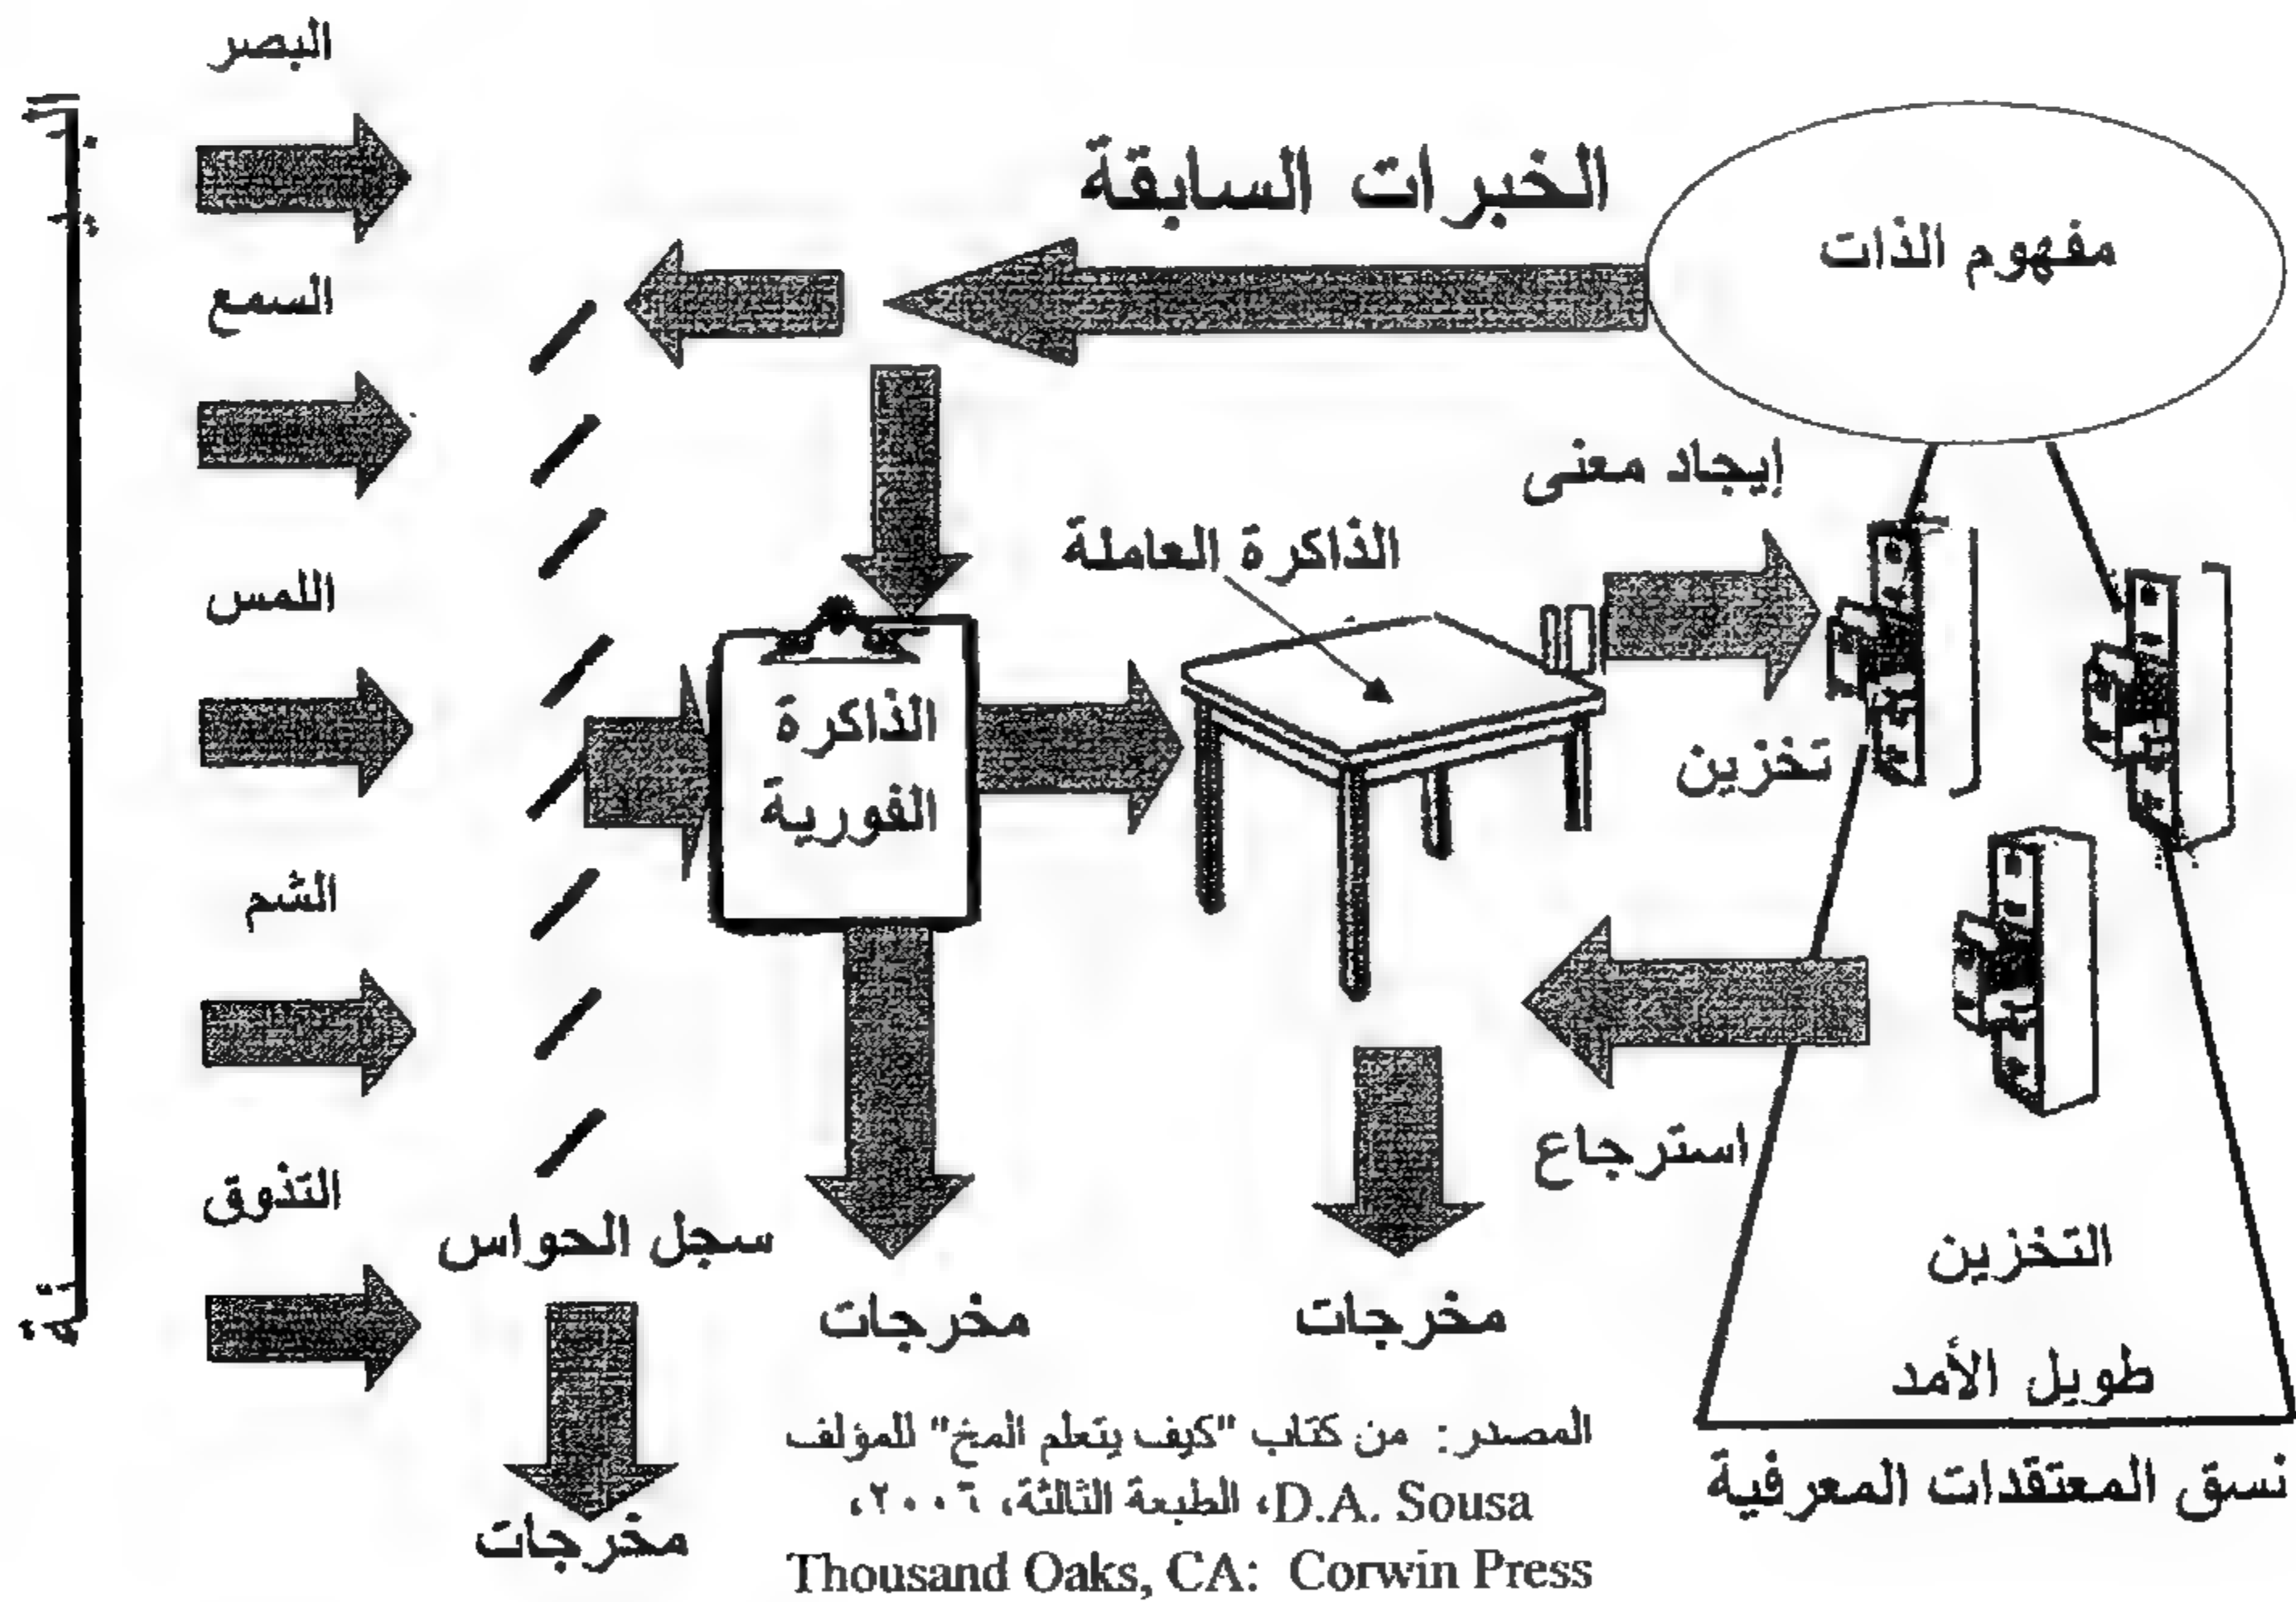 البصر
السمع
اللمس
الشم
التذوق
سجل الحواس
مخرجات
الخبرات السابقة
مفهوم الذات
الذاكرة
الفورية
مخرجات
الذاكرة العاملة
مخرجات
إيجاد معنى
تخزين
استرجاع
التخزين
طويل الأمد
نسق المعتقدات المعرفية
المصدر: من كتاب "كيف يتعلم المخ" للمؤلف
D.A. Sousa، الطبعة الثالثة، ٢٠٠٦،
Thousand Oaks, CA: Corwin Press